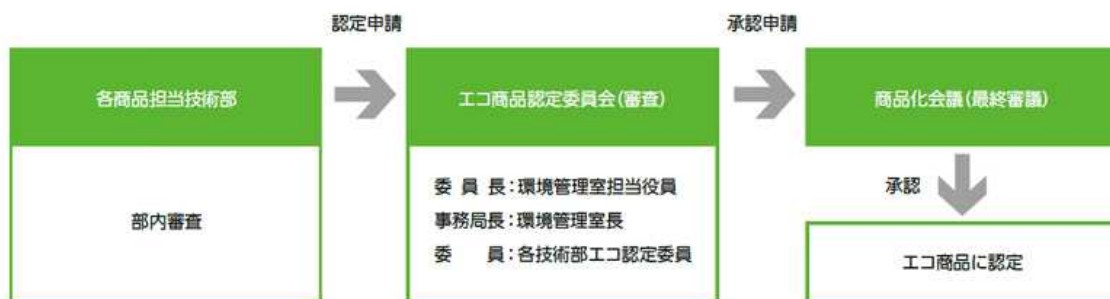 認定申請
承認申請
各商品担当技術部
エコ商品認定委員会(審査)
商品化会議(最終審議)
部内審査
委員長:環境管理室担当役員
事務局長:環境管理室長
委　員:各技術部エコ認定委員
承認
エコ商品に認定